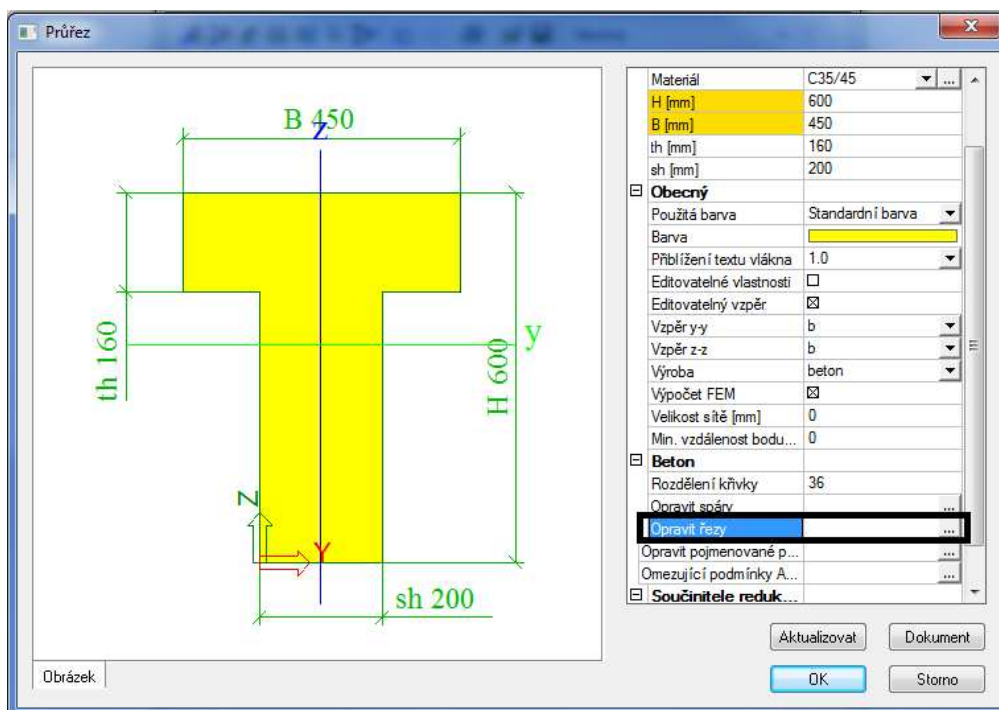 Průřez
B 450
z
th 160
H 600
y
Z
Y
sh 200
Obrázek
Materiál C35/45 ...
H [mm] 600
B [mm] 450
th [mm] 160
sh [mm] 200
Obecný
Použitá barva Standardní barva
Barva
Přiblížení textu vlákna 1.0
Editovatelné vlastnosti
Editovatelný vzpěr
Vzpěr y-y b
Vzpěr z-z b
Výroba beton
Výpočet FEM
Velikost sítě [mm] 0
Min. vzdálenost bodu... 0
Beton
Rozdělení křivky 36
Opravit spáry ...
Opravit řezy ...
Opravit pojmenované p... ...
Omezující podmínky A... ...
Součinitele reduk...
Aktualizovat Dokument
OK Storno